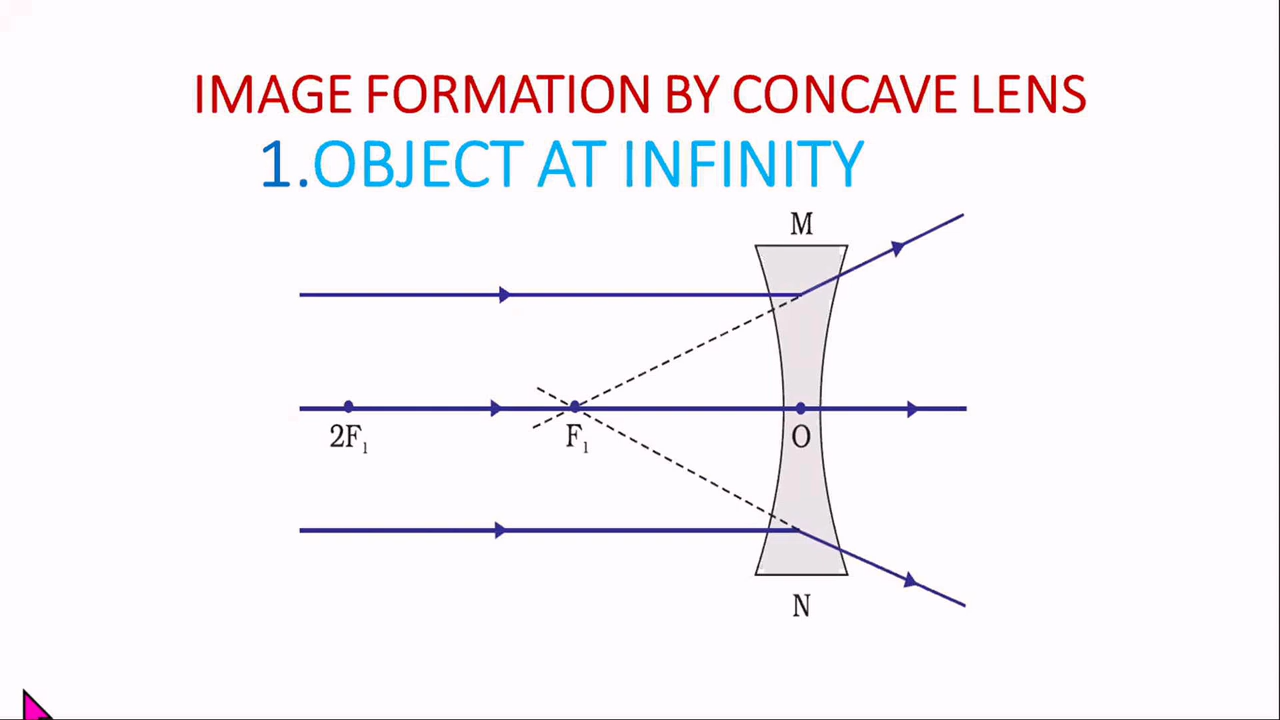 IMAGE FORMATION BY CONCAVE LENS
1.OBJECT AT INFINITY
M
2F₁
F₁
O
N